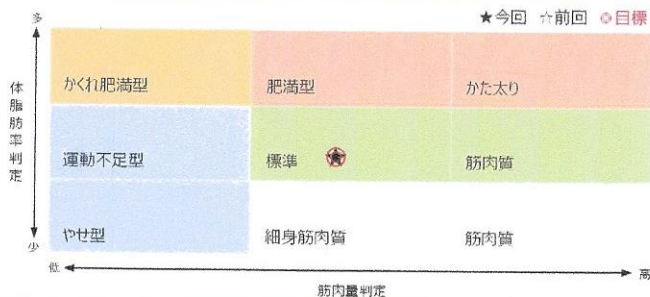 ★今回 ☆前回 ◎目標
多
体脂肪率判定
少
かくれ肥満型 肥満型 かた太り
運動不足型 標準 筋肉質
やせ型 細身筋肉質 筋肉質
低 高
筋肉量判定